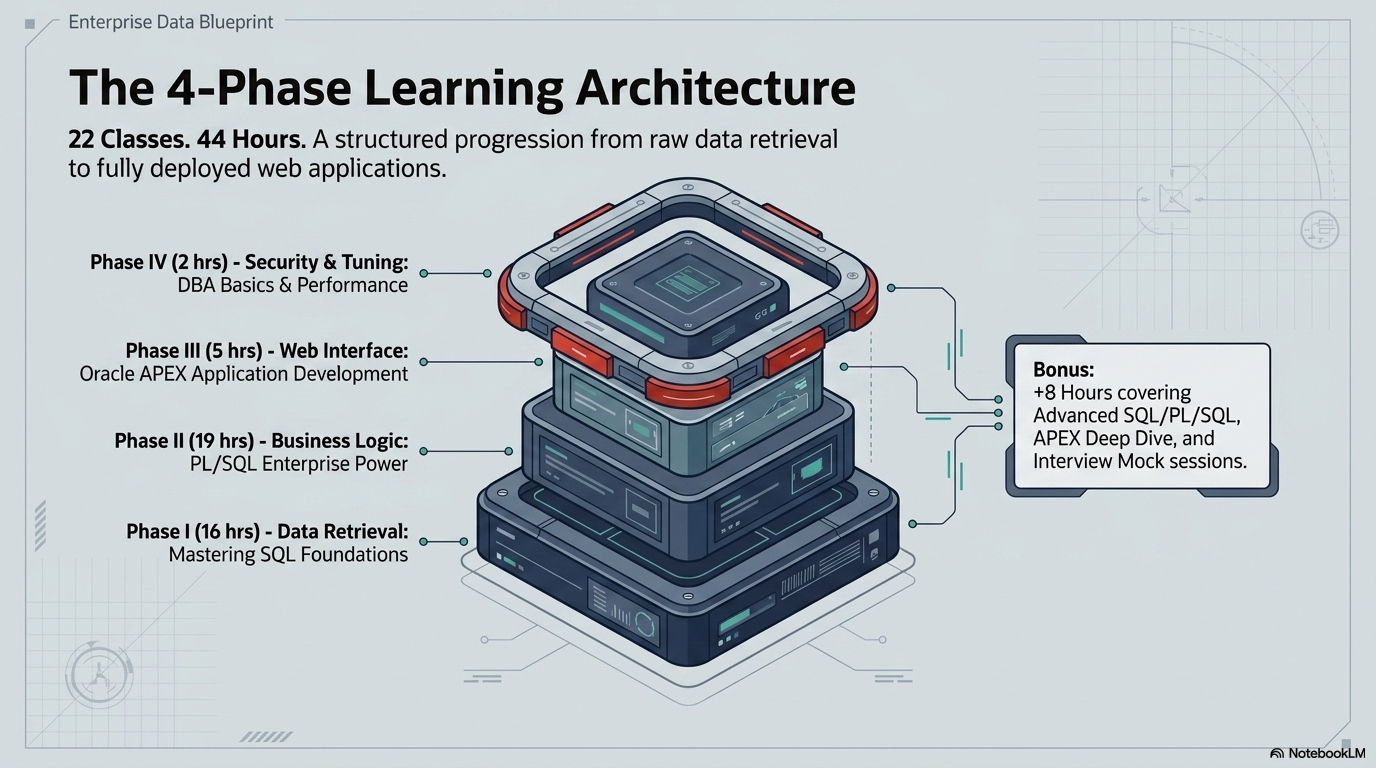 Enterprise Data Blueprint
The 4-Phase Learning Architecture
22 Classes. 44 Hours. A structured progression from raw data retrieval
to fully deployed web applications.
Phase IV (2 hrs) - Security & Tuning:
DBA Basics & Performance
Phase III (5 hrs) - Web Interface:
Oracle APEX Application Development
Phase II (19 hrs) - Business Logic:
PL/SQL Enterprise Power
Phase I (16 hrs) - Data Retrieval:
Mastering SQL Foundations
Bonus:
+8 Hours covering
Advanced SQL/PL/SQL,
APEX Deep Dive, and
Interview Mock sessions.
NotebookLM